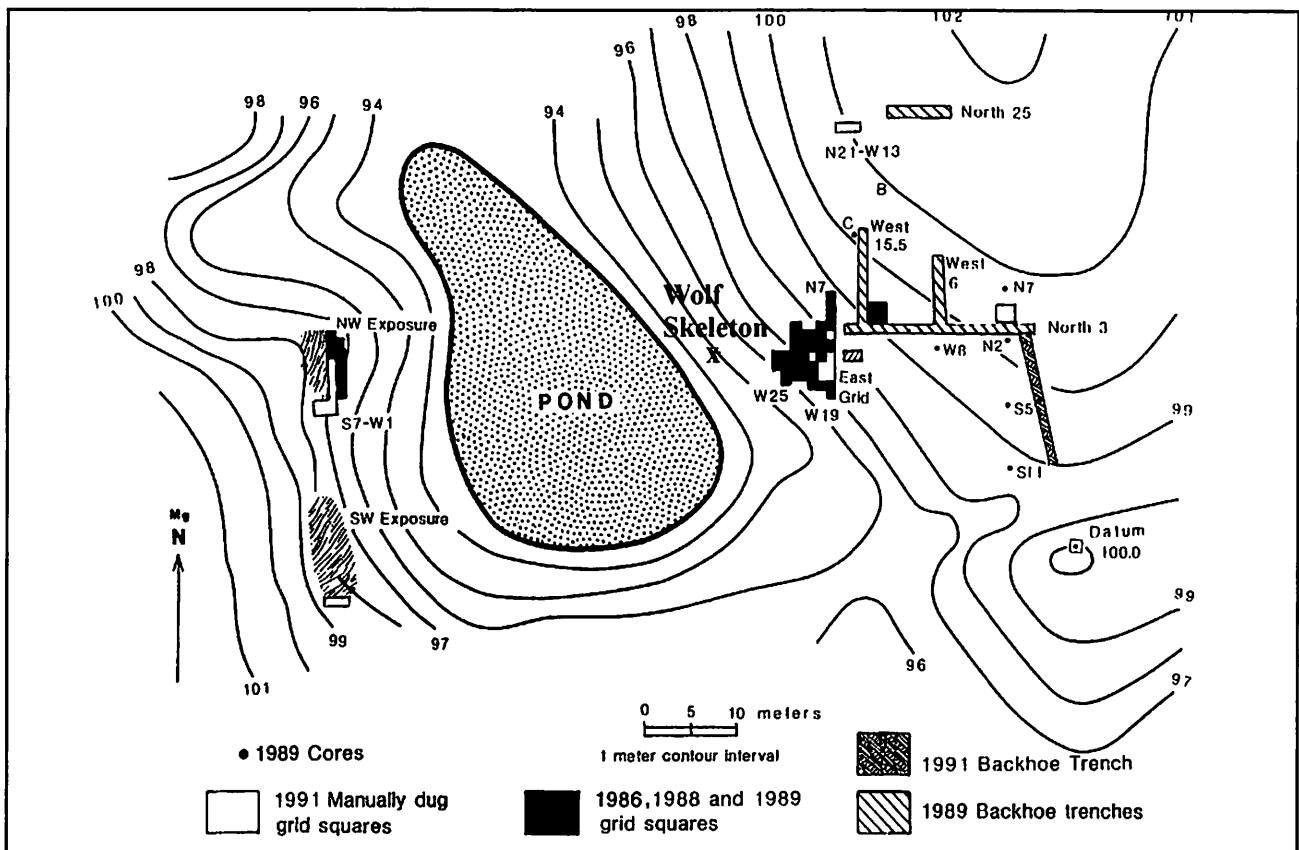 102
101
98
100
96
98
96
94
94
North 25
N21-W13
B
C
West
15.5
West
6
N7
N7
98
100
Wolf
Skeleton
X
NW Exposure
North 3
N2
W8
East
Grid
W25
W19
POND
S7-W1
S5
99
S11
SW Exposure
Mg
N
Datum
100.0
99
99
97
96
97
101
0 5 10 meters
1 meter contour interval
1989 Cores
1991 Backhoe Trench
1991 Manually dug
grid squares
1986, 1988 and 1989
grid squares
1989 Backhoe trenches